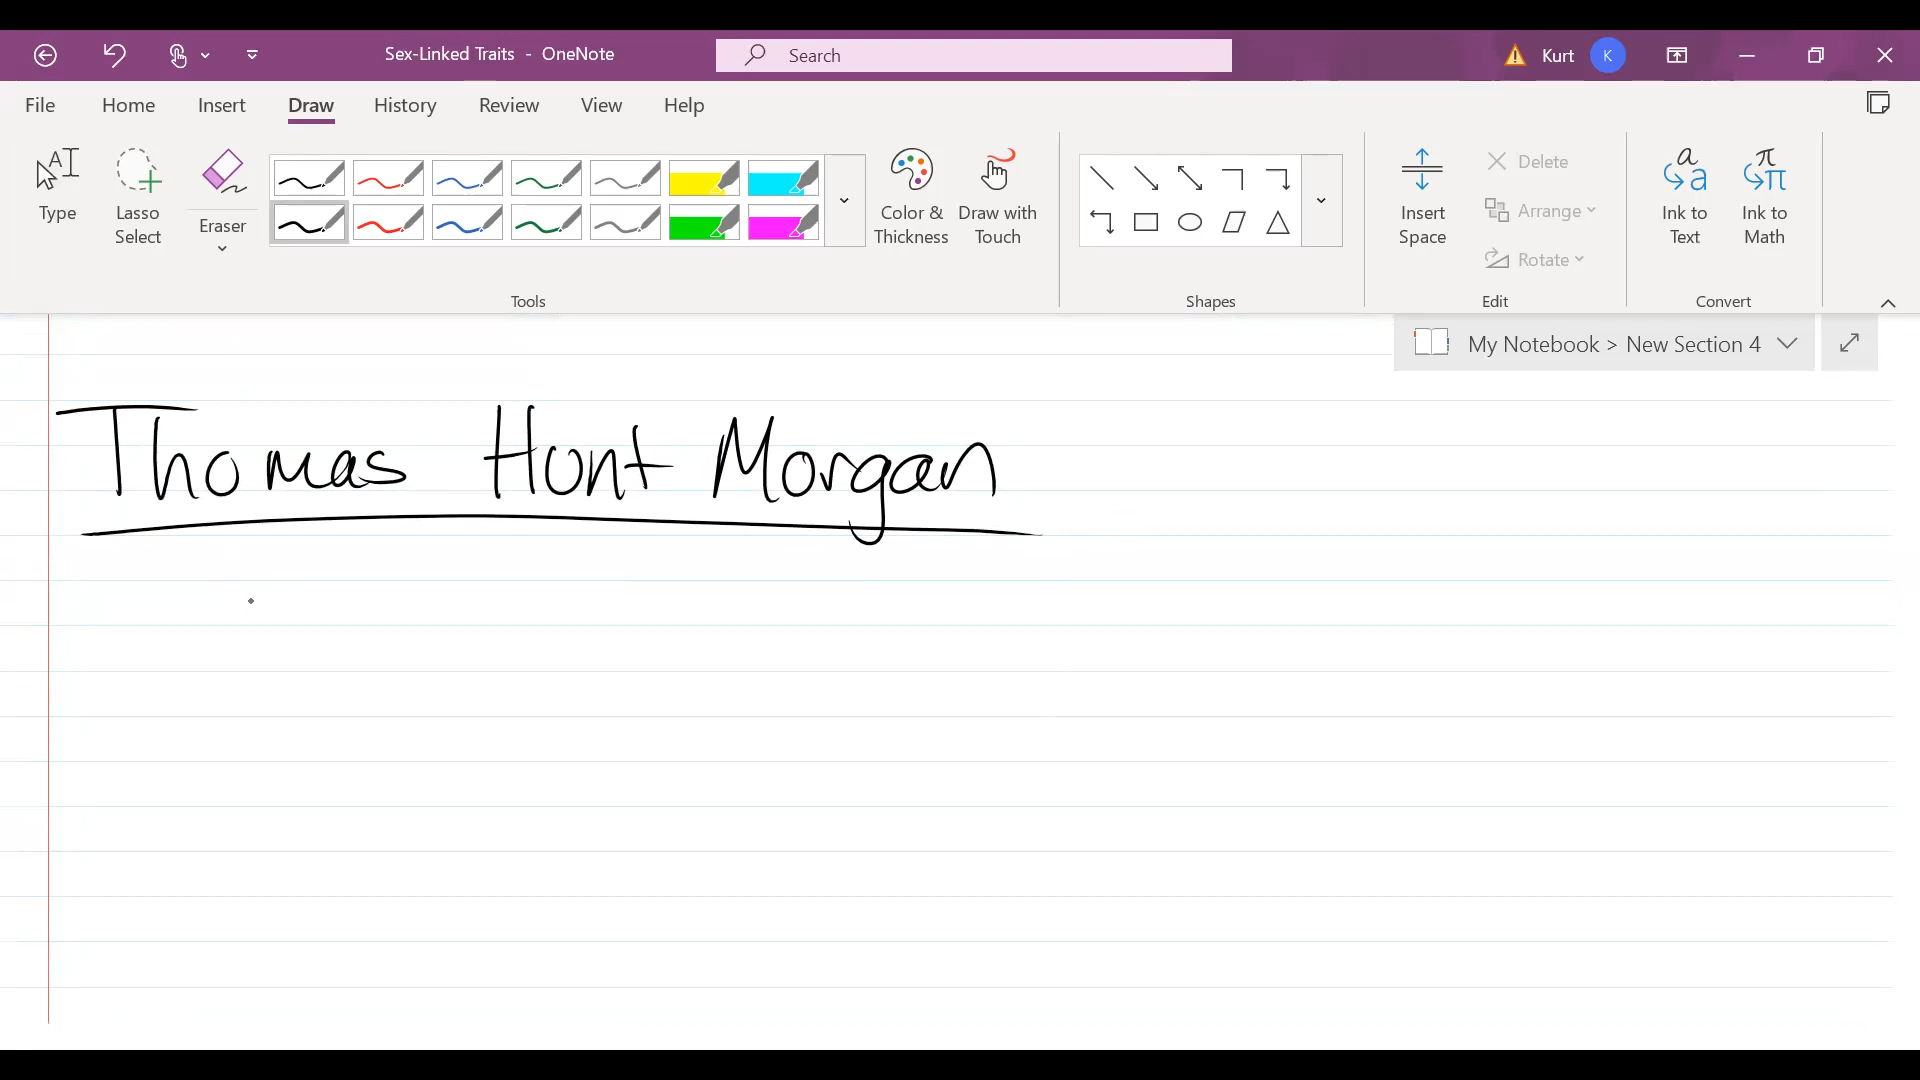 Sex-Linked Traits - OneNote
Search
Kurt
K
File Home Insert Draw History Review View Help
Type
Lasso Select
Eraser
Color & Thickness
Draw with Touch
Insert Space
Delete
Arrange
Rotate
Ink to Text
Ink to Math
Tools
Shapes
Edit
Convert
My Notebook > New Section 4
Thomas Hunt Morgan